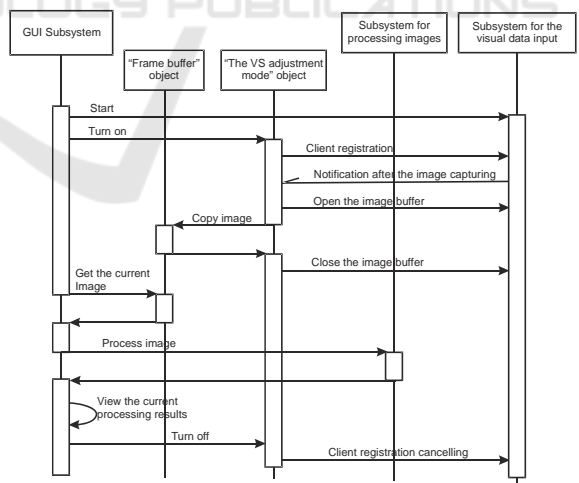 GUI Subsystem
"Frame buffer"
object
"The VS adjustment
mode" object
Subsystem for
processing images
Subsystem for the
visual data input
Start
Turn on
Client registration
Notification after the image capturing
Open the image buffer
Copy image
Close the image buffer
Get the current
Image
Process image
View the current
processing results
Turn off
Client registration cancelling